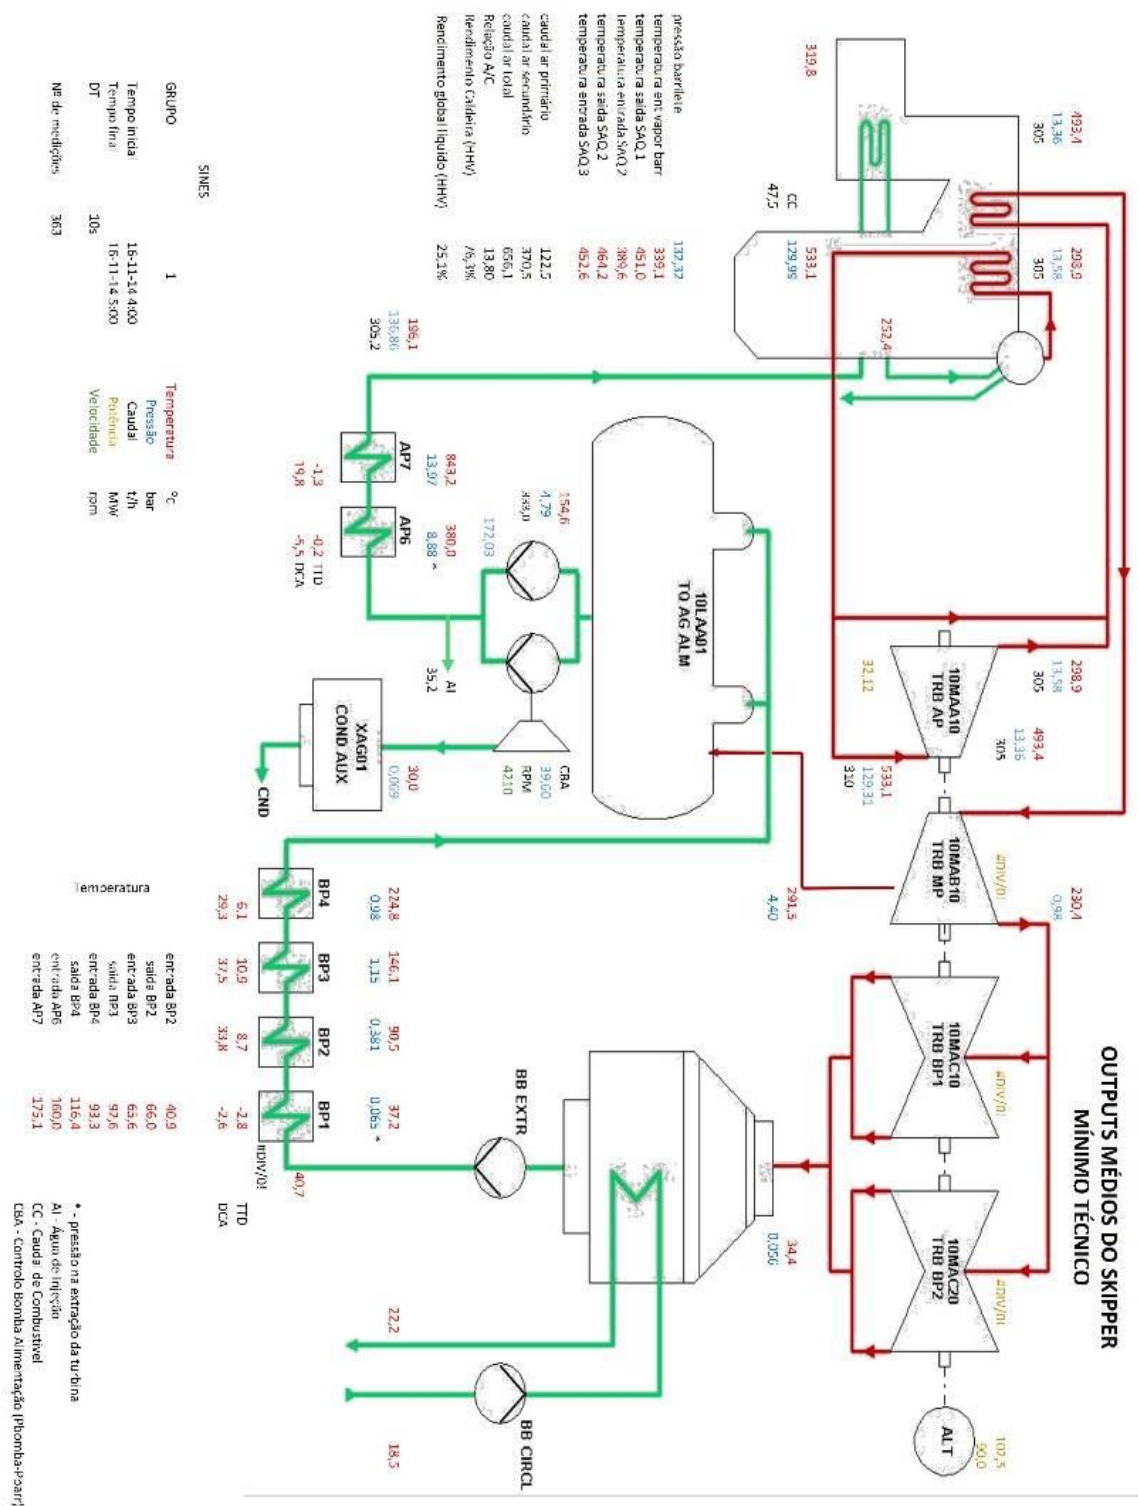 OUTPUTS MÉDIOS DO SKIPPER
MÍNIMO TÉCNICO
319,8
493,4
13,36
305
298,9
13,58
305
CC
47,5
533,1
129,99
252,4
pressão barrilete 132,32
temperatura ent vapor barr 339,1
temperatura saída SAQ 1 451,0
temperatura entrada SAQ 2 389,6
temperatura saída SAQ 2 464,2
temperatura entrada SAQ 3 452,6
caudal ar primário 122,5
caudal ar secundário 370,5
caudal ar total 656,1
Relação A/C 13,80
Rendimento Caldeira (HHV) 76,3%
Rendimento global líquido (HHV) 25,1%
10MAA10
TRB AP
32,12
298,9
13,58
305
493,4
13,36
305
533,1
129,31
310
10MAB10
TRB MP
#DIV/0!
230,4
0,98
291,5
4,40
10MAC10
TRB BP1
#DIV/0!
10MAC20
TRB BP2
#DIV/0!
ALT
102,5
90,0
34,4
0,056
10LAA01
TQ AG ALM
154,6
4,79
333,0
172,03
196,1
136,86
305,2
AP7
843,2
13,97
-1,3
19,8
AP6
380,0
8,88 *
-0,2 TTD
-5,5 DCA
AI
35,2
CBA
39,60
RPM
4210
XAG01
COND AUX
30,0
0,069
CND
BP4
224,8
0,98
6,1
29,3
BP3
146,1
1,15
10,9
37,5
BP2
90,5
0,381
8,7
33,8
BP1
37,2
0,065 *
-2,8
-2,6
#DIV/0!
40,7
TTD
DCA
BB EXTR
22,2
BB CIRCL
18,5
SINES
GRUPO 1
Tempo inicial 16-11-14 4:00
Tempo final 16-11-14 5:00
DT 10s
Nº de medições 363
Temperatura °C
Pressão bar
Caudal t/h
Potência MW
Velocidade rpm
Temperatura
entrada BP2 40,9
saída BP2 66,0
entrada BP3 65,6
saída BP3 92,6
entrada BP4 93,3
saída BP4 116,4
entrada AP6 160,0
entrada AP7 175,1
* - pressão na extração da turbina
AI - Água de Injeção
CC - Caudal de Combustível
CBA - Controlo Bomba Alimentação (Pbomba-Pbarr)